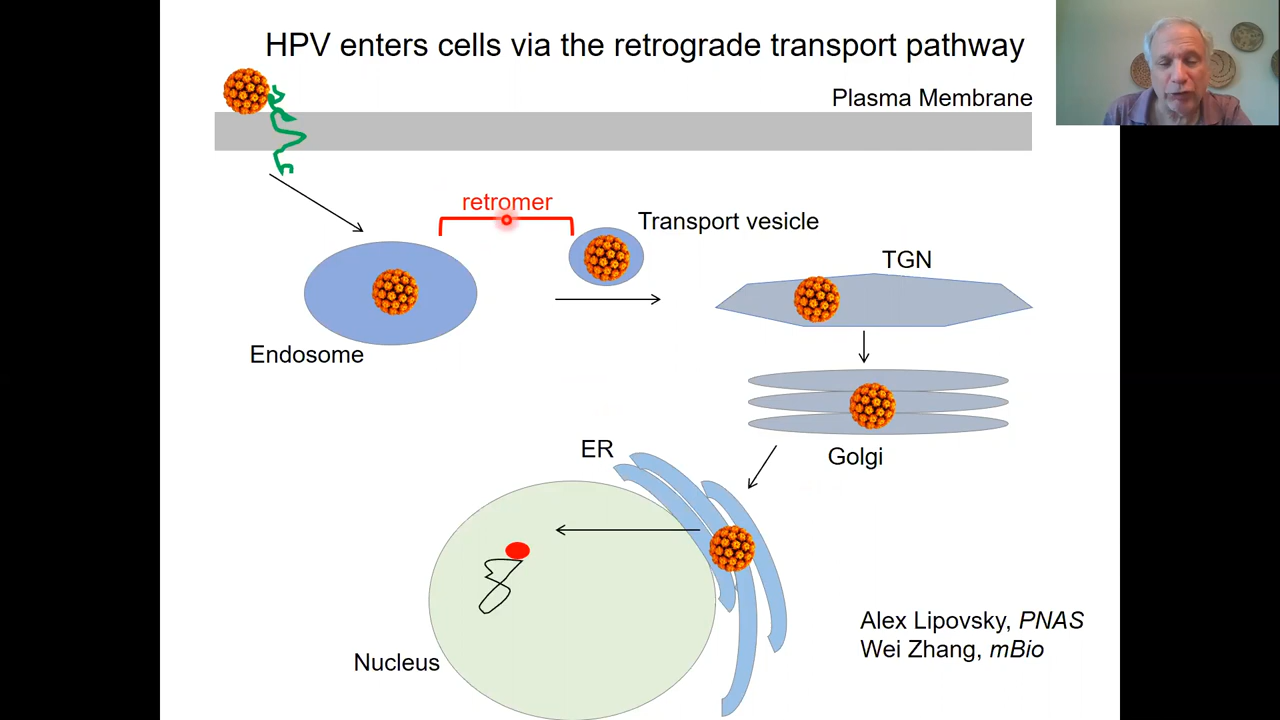 HPV enters cells via the retrograde transport pathway
Plasma Membrane
retromer
Transport vesicle
TGN
Endosome
ER
Golgi
Nucleus
Alex Lipovsky, PNAS
Wei Zhang, mBio